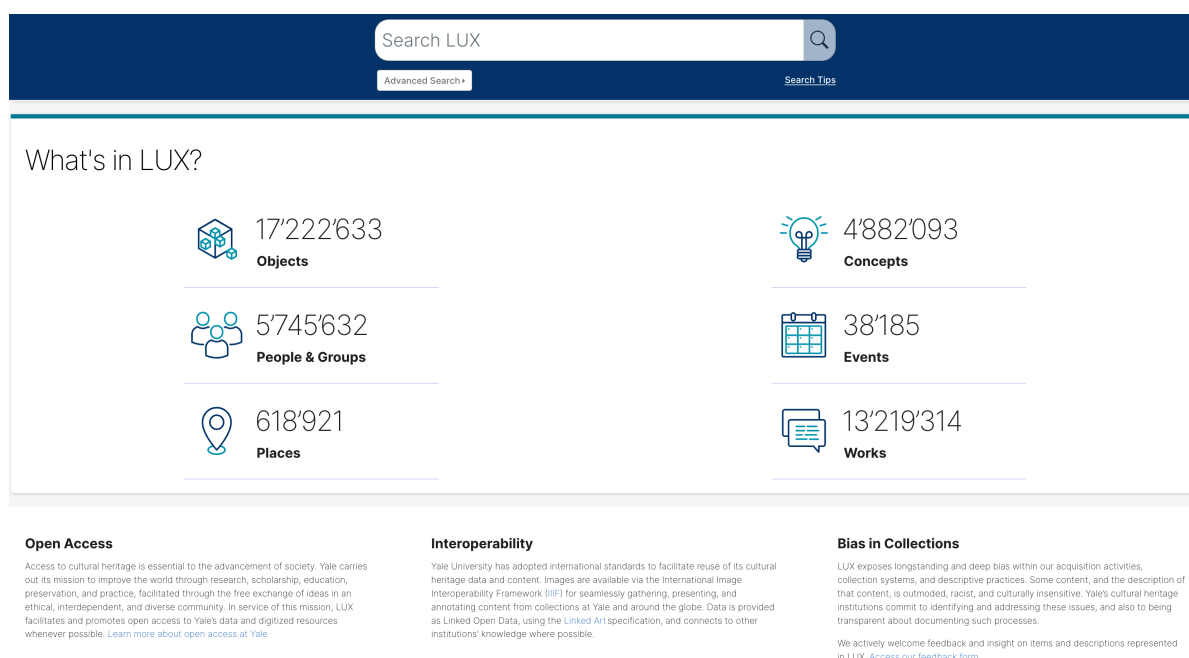 Search LUX
Advanced Search
Search Tips
What's in LUX?
17’222’633
Objects
4’882’093
Concepts
5’745’632
People & Groups
38’185
Events
618’921
Places
13’219’314
Works
Open Access
Access to cultural heritage is essential to the advancement of society. Yale carries
out its mission to improve the world through research, scholarship, education,
preservation, and practice, facilitated through the free exchange of ideas in an
ethical, interdependent, and diverse community. In service of this mission, LUX
facilitates and promotes open access to Yale's data and digitized resources
whenever possible. Learn more about open access at Yale
Interoperability
Yale University has adopted international standards to facilitate reuse of its cultural
heritage data and content. Images are available via the International Image
Interoperability Framework (IIIF) for seamlessly gathering, presenting, and
annotating content from collections at Yale and around the globe. Data is provided
as Linked Open Data, using the Linked Art specification, and connects to other
institutions' knowledge where possible.
Bias in Collections
LUX exposes longstanding and deep bias within our acquisition activities,
collection systems, and descriptive practices. Some content, and the description of
that content, is outmoded, racist, and culturally insensitive. Yale's cultural heritage
institutions commit to identifying and addressing these issues, and also to being
transparent about documenting such processes.
We actively welcome feedback and insight on items and descriptions represented
in LUX. Access our feedback form